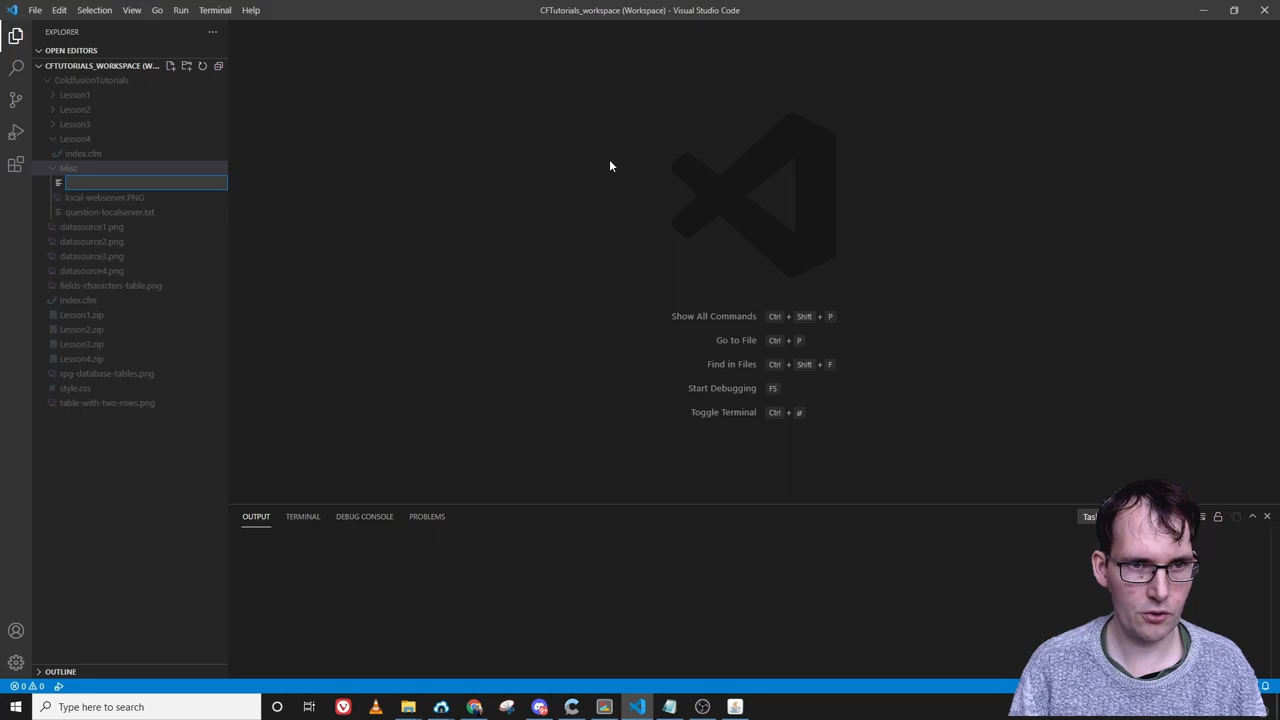 File Edit Selection View Go Run Terminal Help
CFTutorials_workspace (Workspace) - Visual Studio Code
EXPLORER
OPEN EDITORS
CFTUTORIALS_WORKSPACE (W...
ColdfusionTutorials
Lesson1
Lesson2
Lesson3
Lesson4
index.cfm
Misc
local-webserver.PNG
question-localserver.txt
datasource1.png
datasource2.png
datasource3.png
datasource4.png
fields-characters-table.png
index.cfm
Lesson1.zip
Lesson2.zip
Lesson3.zip
Lesson4.zip
rpg-database-tables.png
style.css
table-with-two-rows.png
Show All Commands Ctrl + Shift + P
Go to File Ctrl + P
Find in Files Ctrl + Shift + F
Start Debugging F5
Toggle Terminal Ctrl + ø
OUTPUT TERMINAL DEBUG CONSOLE PROBLEMS
OUTLINE
0 0
Type here to search